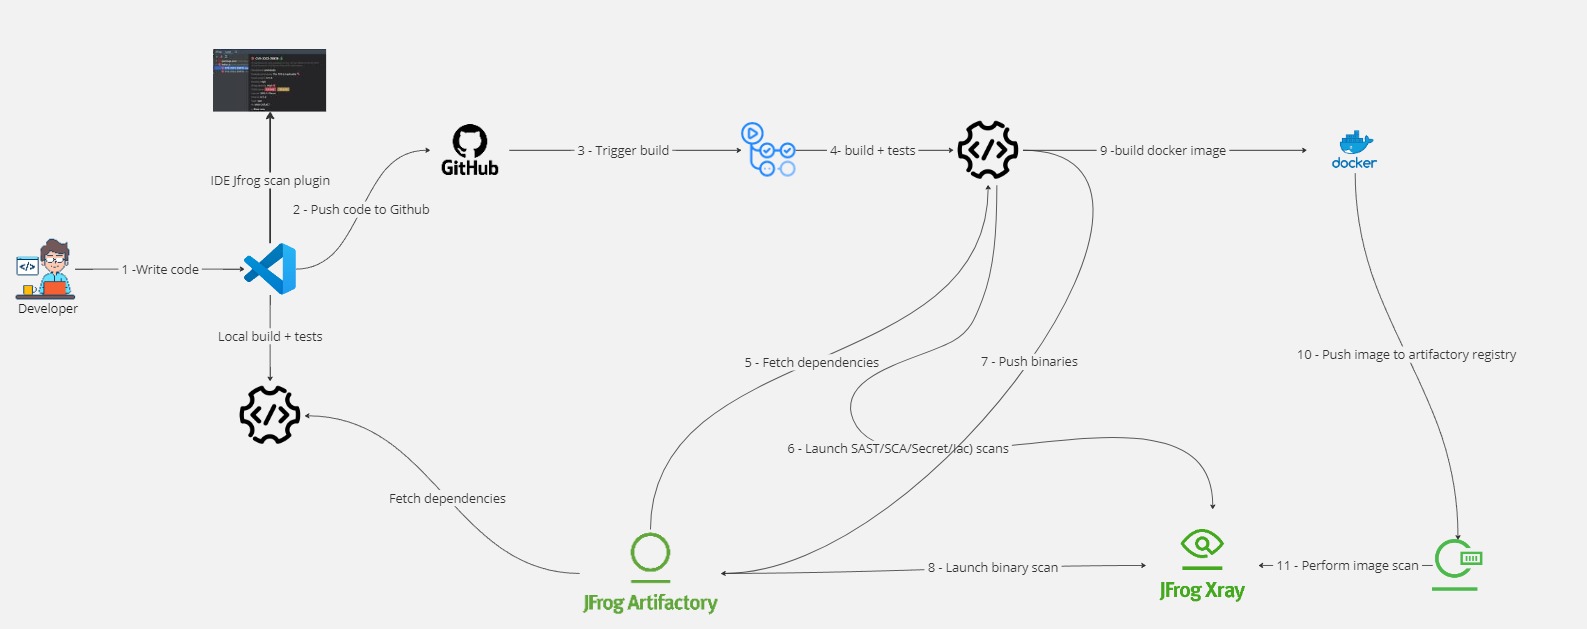 IDE Jfrog scan plugin
2 - Push code to Github
GitHub
3 - Trigger build
4- build + tests
</>
9 -build docker image
docker
</>
1 -Write code
Developer
Local build + tests
</>
5 - Fetch dependencies
7 - Push binaries
10 - Push image to artifactory registry
6 - Launch SAST/SCA/Secret/Iac) scans
Fetch dependencies
8 - Launch binary scan
11 - Perform image scan
JFrog Artifactory
JFrog Xray